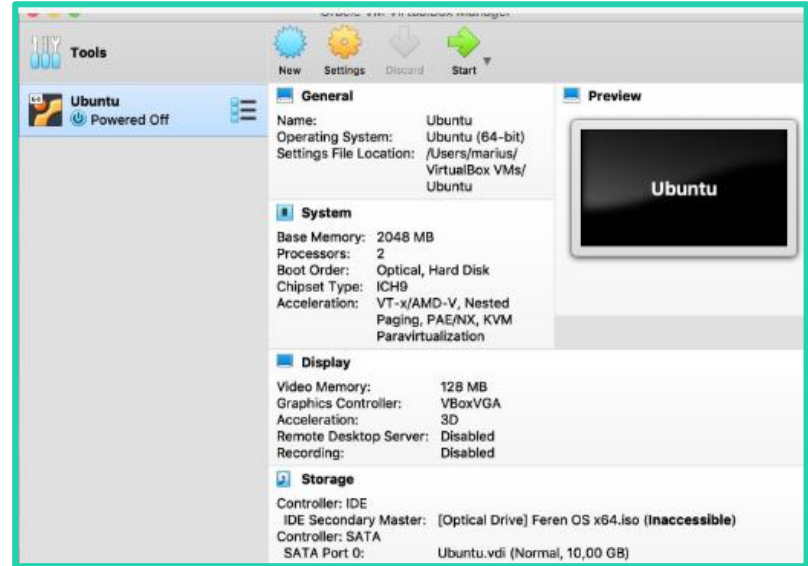 Oracle VM VirtualBox Manager
Tools
New Settings Discard Start
Ubuntu
Powered Off
General
Name: Ubuntu
Operating System: Ubuntu (64-bit)
Settings File Location: /Users/marius/
VirtualBox VMs/
Ubuntu
Preview
Ubuntu
System
Base Memory: 2048 MB
Processors: 2
Boot Order: Optical, Hard Disk
Chipset Type: ICH9
Acceleration: VT-x/AMD-V, Nested
Paging, PAE/NX, KVM
Paravirtualization
Display
Video Memory: 128 MB
Graphics Controller: VBoxVGA
Acceleration: 3D
Remote Desktop Server: Disabled
Recording: Disabled
Storage
Controller: IDE
IDE Secondary Master: [Optical Drive] Feren OS x64.iso (Inaccessible)
Controller: SATA
SATA Port 0: Ubuntu.vdi (Normal, 10,00 GB)